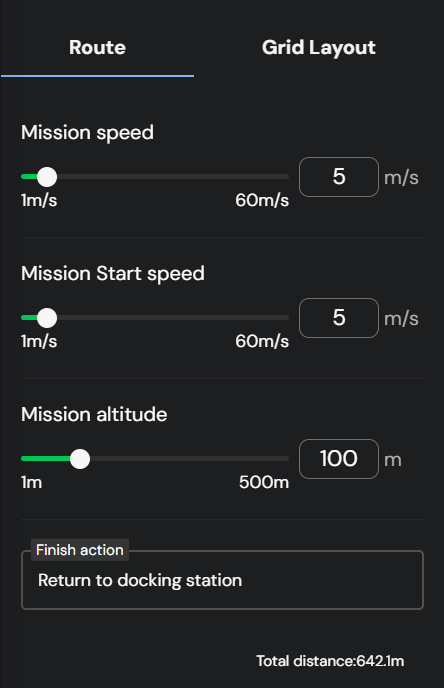 Route Grid Layout
Mission speed
5 m/s
1m/s 60m/s
Mission Start speed
5 m/s
1m/s 60m/s
Mission altitude
100 m
1m 500m
Finish action
Return to docking station
Total distance:642.1m